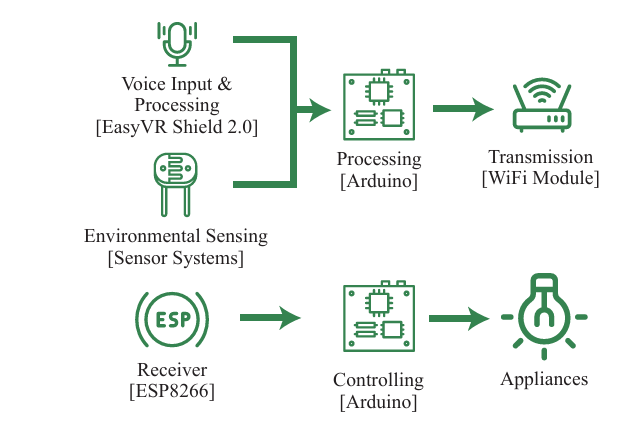 Voice Input &
Processing
[EasyVR Shield 2.0]
Processing
[Arduino]
Transmission
[WiFi Module]
Environmental Sensing
[Sensor Systems]
ESP
Receiver
[ESP8266]
Controlling
[Arduino]
Appliances